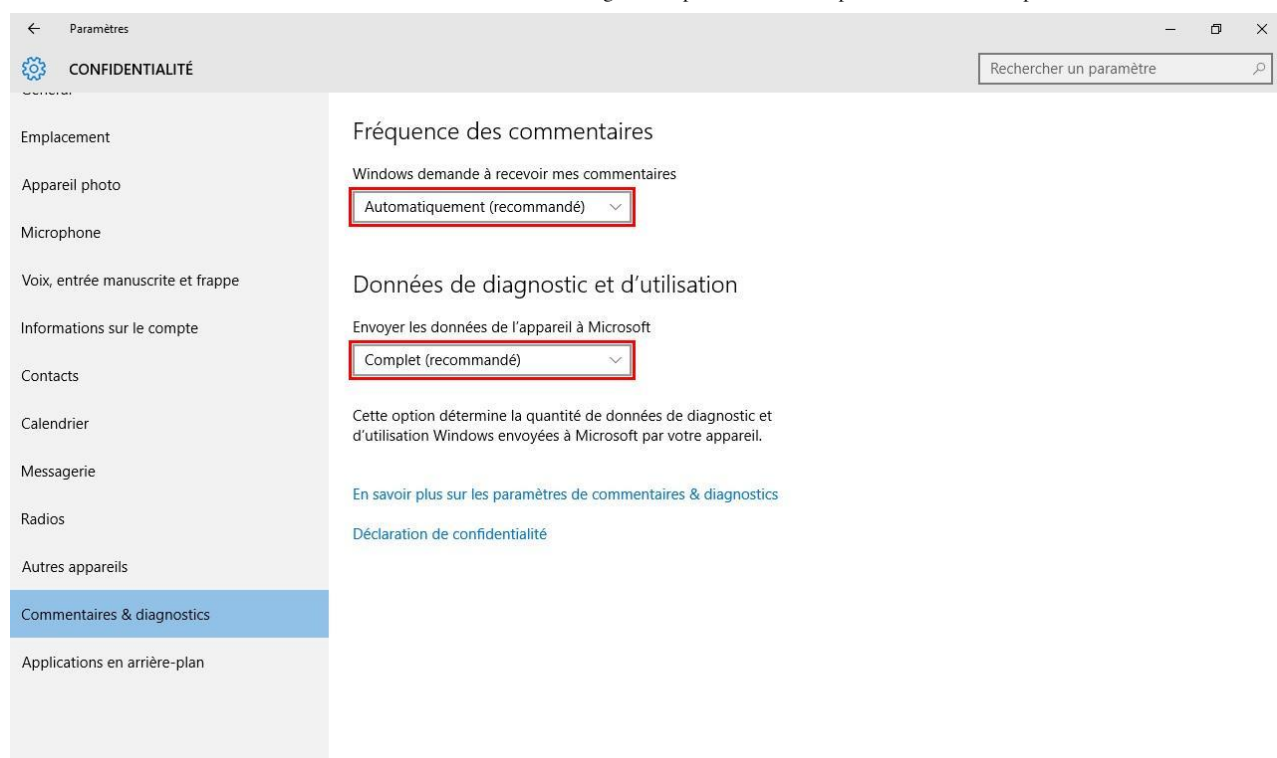 Paramètres
CONFIDENTIALITÉ
Rechercher un paramètre
Emplacement
Appareil photo
Microphone
Voix, entrée manuscrite et frappe
Informations sur le compte
Contacts
Calendrier
Messagerie
Radios
Autres appareils
Commentaires & diagnostics
Applications en arrière-plan
Fréquence des commentaires
Windows demande à recevoir mes commentaires
Automatiquement (recommandé)
Données de diagnostic et d’utilisation
Envoyer les données de l’appareil à Microsoft
Complet (recommandé)
Cette option détermine la quantité de données de diagnostic et
d’utilisation Windows envoyées à Microsoft par votre appareil.
En savoir plus sur les paramètres de commentaires & diagnostics
Déclaration de confidentialité